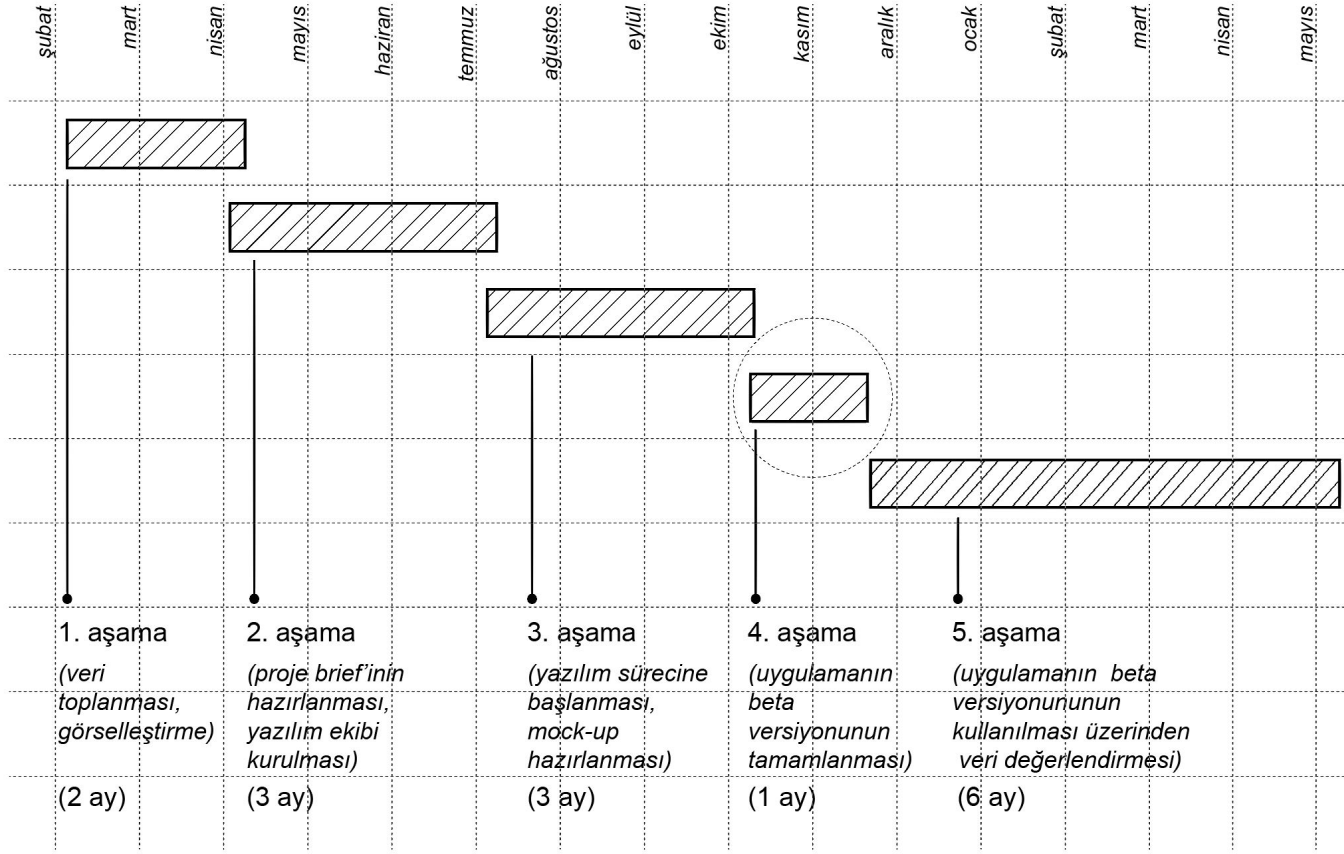 şubat
mart
nisan
mayıs
haziran
temmuz
ağustos
eylül
ekim
kasım
aralık
ocak
şubat
mart
nisan
mayıs
1. aşama
(veri
toplanması,
görselleştirme)
(2 ay)
2. aşama
(proje brief’inin
hazırlanması,
yazılım ekibi
kurulması)
(3 ay)
3. aşama
(yazılım sürecine
başlanması,
mock-up
hazırlanması)
(3 ay)
4. aşama
(uygulamanın
beta
versiyonunun
tamamlanması)
(1 ay)
5. aşama
(uygulamanın beta
versiyonununun
kullanılması üzerinden
veri değerlendirmesi)
(6 ay)